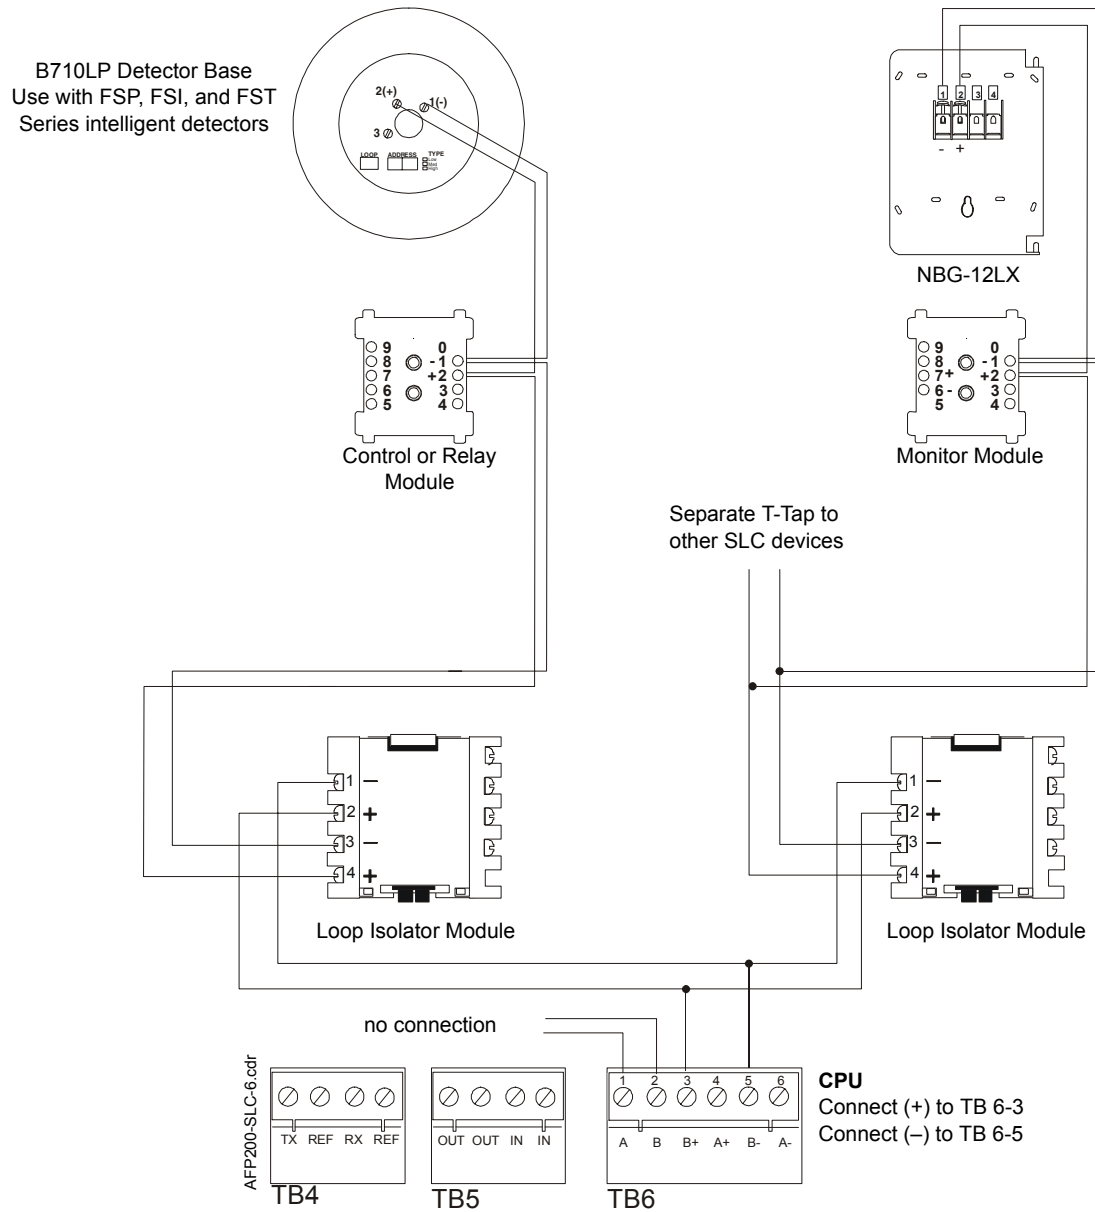 B710LP Detector Base
Use with FSP, FSI, and FST
Series intelligent detectors
2(+)
1(-)
3
LOOP
ADDRESS
TYPE
Low
Med
High
1 2 3 4
- +
NBG-12LX
9 0
8 -1
7 +2
6 3
5 4
Control or Relay
Module
9 0
8 -1
7+ +2
6- 3
5 4
Monitor Module
Separate T-Tap to
other SLC devices
1 –
2 +
3 –
4 +
Loop Isolator Module
1 –
2 +
3 –
4 +
Loop Isolator Module
no connection
AFP200-SLC-6.cdr
TX REF RX REF
TB4
OUT OUT IN IN
TB5
1 2 3 4 5 6
A B B+ A+ B- A-
TB6
CPU
Connect (+) to TB 6-3
Connect (–) to TB 6-5